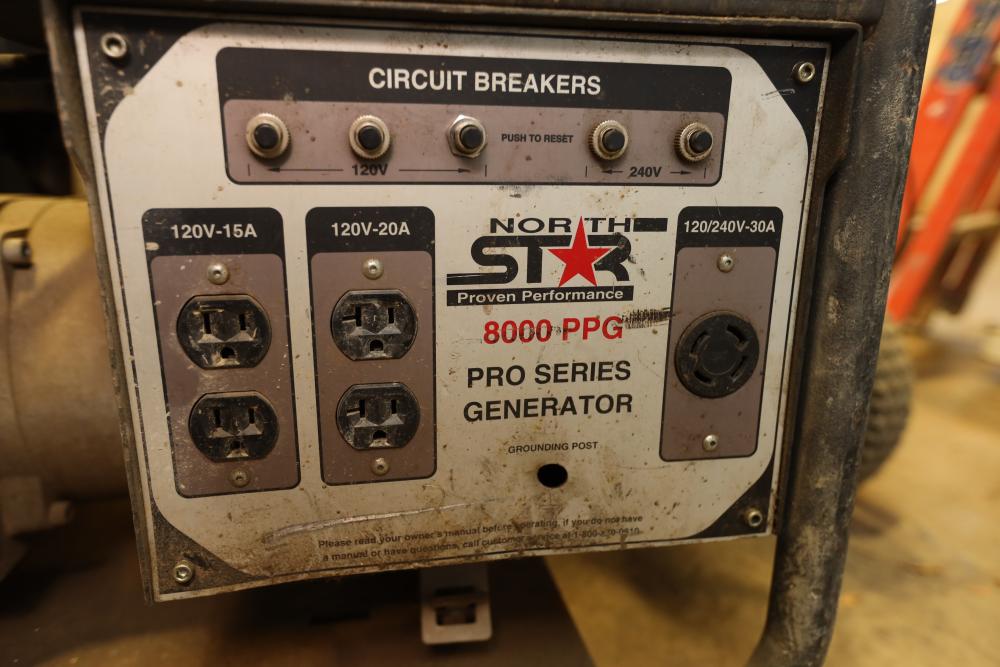 CIRCUIT BREAKERS
PUSH TO RESET
120V
240V
120V-15A
120V-20A
NORTH
STAR
Proven Performance
120/240V-30A
8000 PPG
PRO SERIES
GENERATOR
GROUNDING POST
Please read your owner's manual before operating, if you do not have
a manual or have questions, call customer service at 1-800-